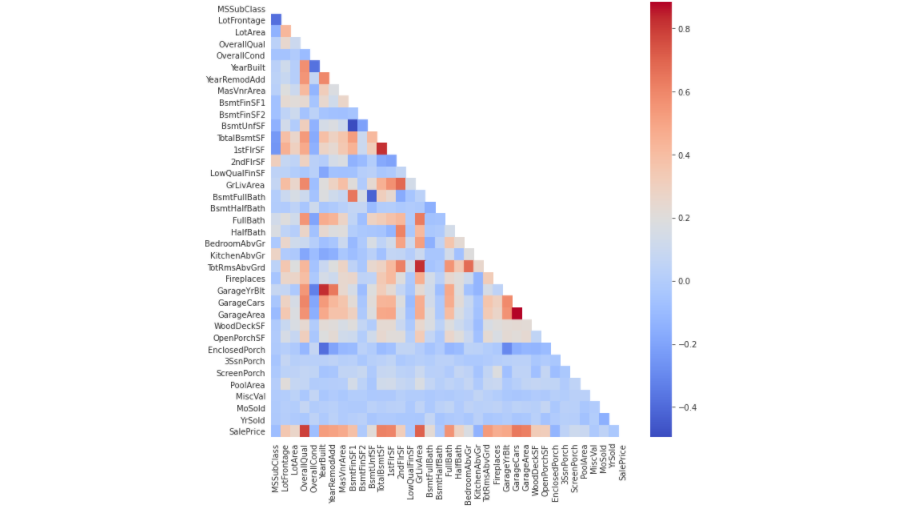 MSSubClass
LotFrontage
LotArea
OverallQual
OverallCond
YearBuilt
YearRemodAdd
MasVnrArea
BsmtFinSF1
BsmtFinSF2
BsmtUnfSF
TotalBsmtSF
1stFlrSF
2ndFlrSF
LowQualFinSF
GrLivArea
BsmtFullBath
BsmtHalfBath
FullBath
HalfBath
BedroomAbvGr
KitchenAbvGr
TotRmsAbvGrd
Fireplaces
GarageYrBlt
GarageCars
GarageArea
WoodDeckSF
OpenPorchSF
EnclosedPorch
3SsnPorch
ScreenPorch
PoolArea
MiscVal
MoSold
YrSold
SalePrice
MSSubClass
LotFrontage
LotArea
OverallQual
OverallCond
YearBuilt
YearRemodAdd
MasVnrArea
BsmtFinSF1
BsmtFinSF2
BsmtUnfSF
TotalBsmtSF
1stFlrSF
2ndFlrSF
LowQualFinSF
GrLivArea
BsmtFullBath
BsmtHalfBath
FullBath
HalfBath
BedroomAbvGr
KitchenAbvGr
TotRmsAbvGrd
Fireplaces
GarageYrBlt
GarageCars
GarageArea
WoodDeckSF
OpenPorchSF
EnclosedPorch
3SsnPorch
ScreenPorch
PoolArea
MiscVal
MoSold
YrSold
SalePrice
0.8
0.6
0.4
0.2
0.0
−0.2
−0.4